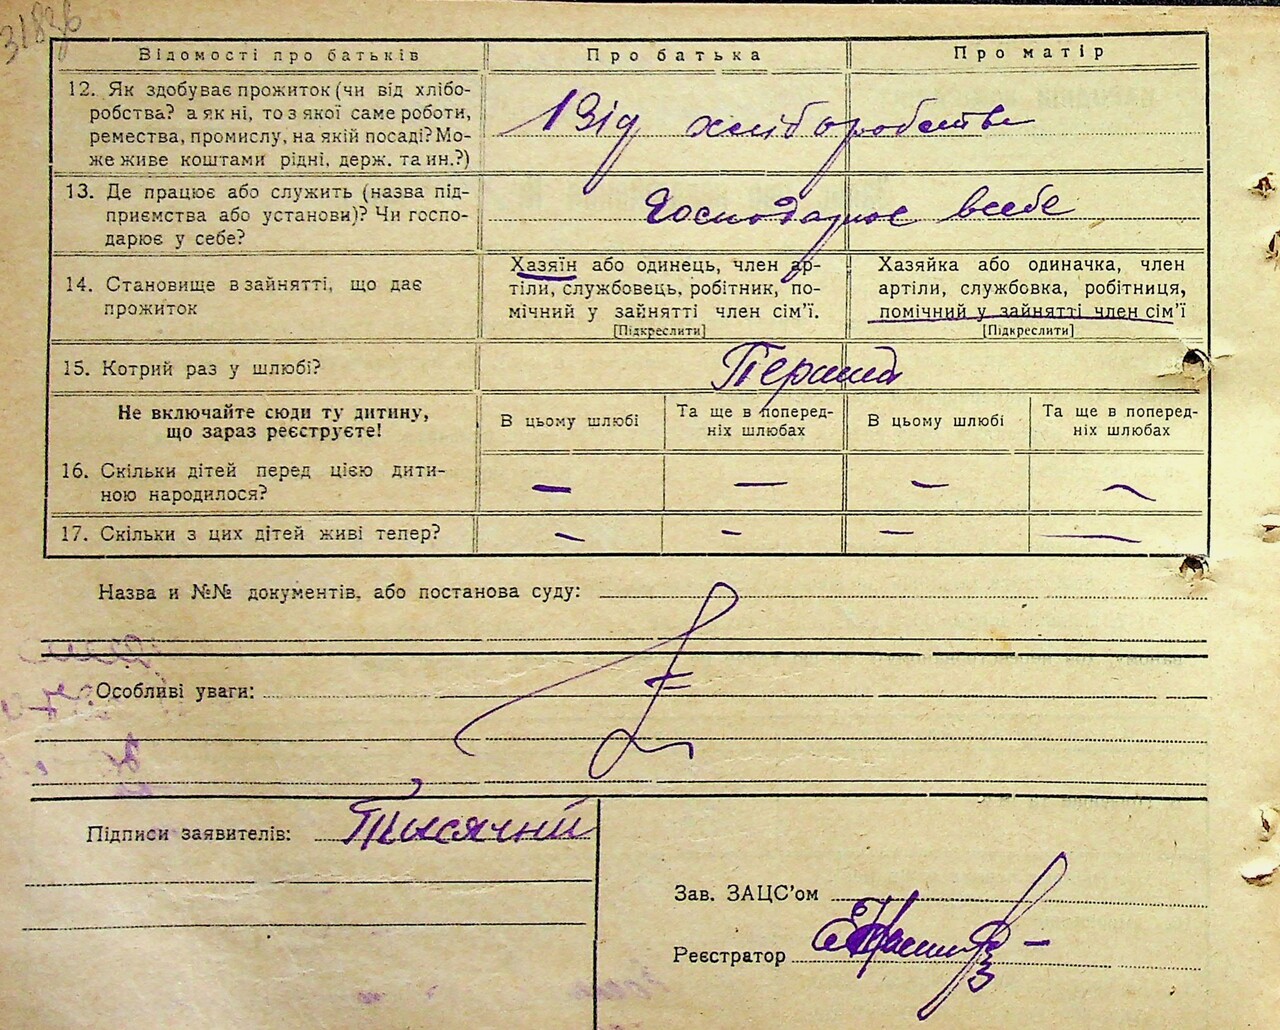 3183б
Відомості про батьків Про батька Про матір
12. Як здобуває прожиток (чи від хлібо-
робства? а як ні, то з якої саме роботи,
ремества, промислу, на якій посаді? Мо-
же живе коштами рідні, держ. та ин.?)
Від хліборобства
13. Де працює або служить (назва під-
приємства або установи)? Чи госпо-
дарює у себе?
Господарює всебе
14. Становище в зайнятті, що дає
прожиток
Хазяїн або одинець, член ар-
тіли, службовець, робітник, по-
мічний у зайнятті член сім'ї.
[Підкреслити]
Хазяйка або одиначка, член
артіли, службовка, робітниця,
помічний у зайнятті член сім'ї
[Підкреслити]
15. Котрий раз у шлюбі?
Перший
Не включайте сюди ту дитину,
що зараз реєструєте!
В цьому шлюбі
Та ще в поперед-
ніх шлюбах
В цьому шлюбі
Та ще в поперед-
ніх шлюбах
16. Скільки дітей перед цією дити-
ною народилося?
— — — —
17. Скільки з цих дітей живі тепер?
— — — —
Назва и №№ документів, або постанова суду:
Особливі уваги:
Підписи заявителів: Тисячний
Зав. ЗАЦС'ом
Реєстратор